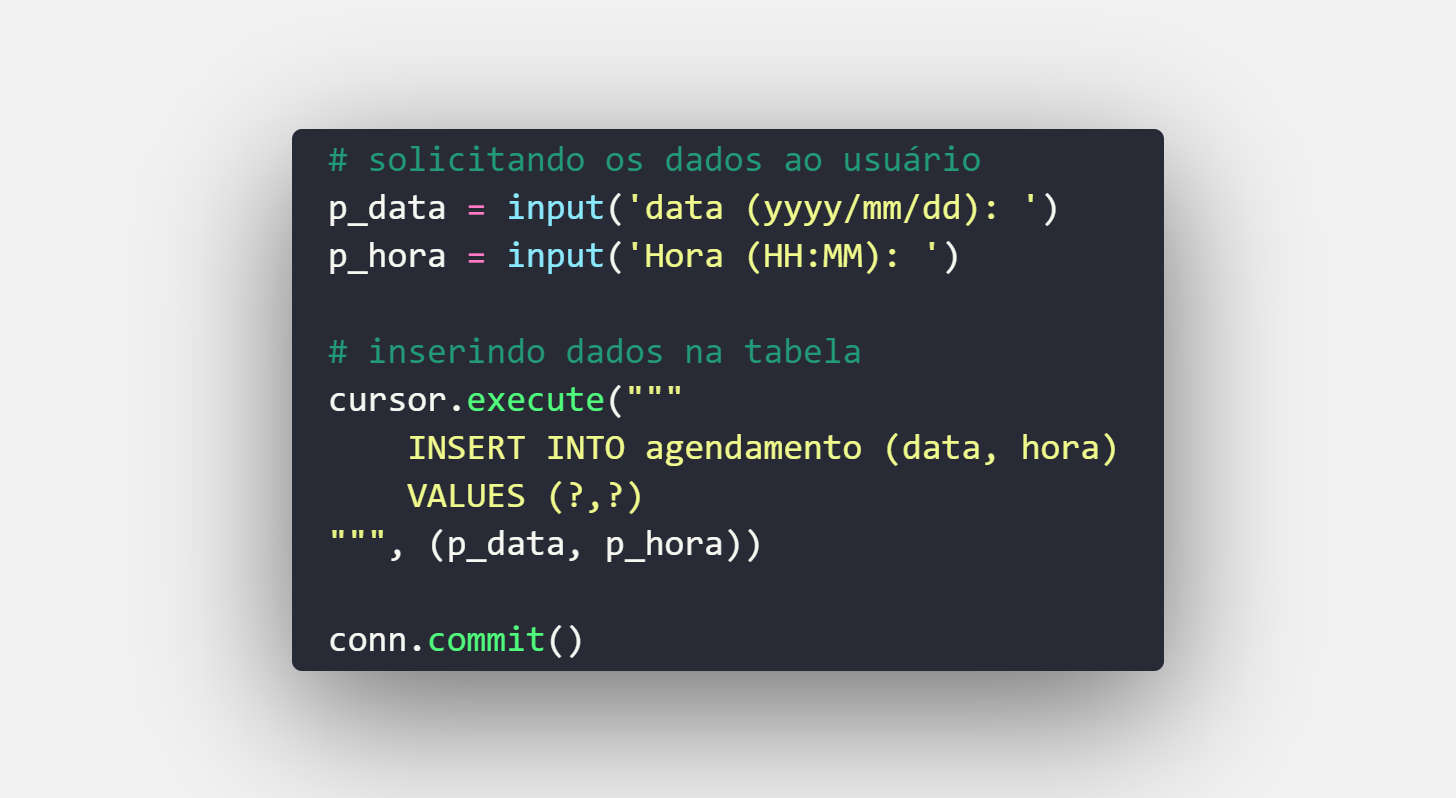 # solicitando os dados ao usuário
p_data = input('data (yyyy/mm/dd): ')
p_hora = input('Hora (HH:MM): ')

# inserindo dados na tabela
cursor.execute("""
    INSERT INTO agendamento (data, hora)
    VALUES (?,?)
""", (p_data, p_hora))

conn.commit()